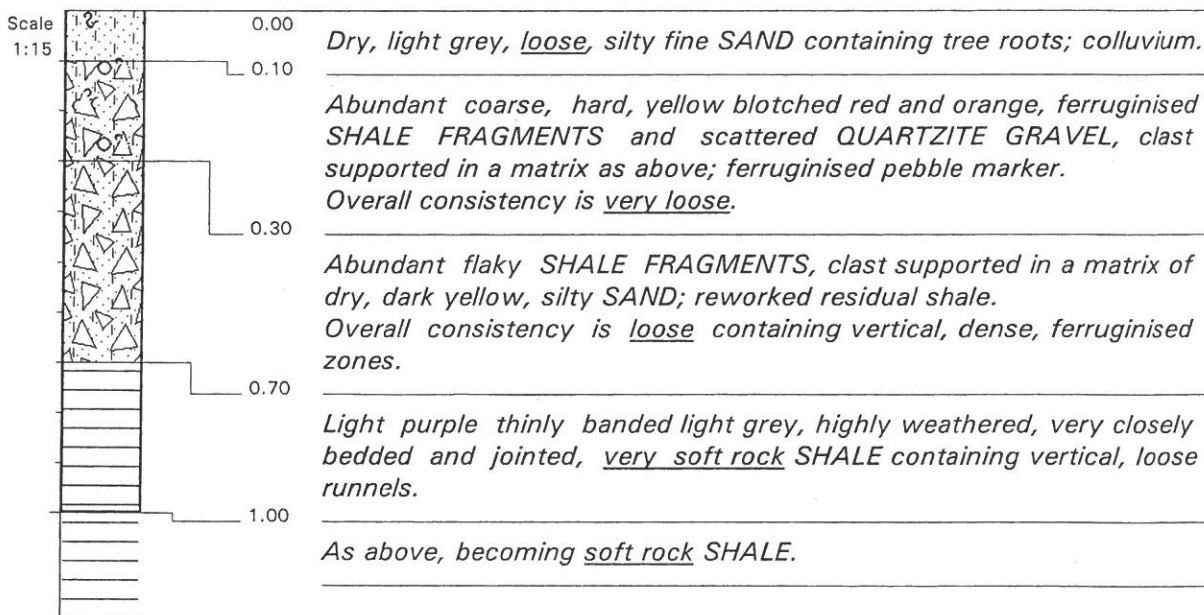 Scale
1:15
0.00
Dry, light grey, loose, silty fine SAND containing tree roots; colluvium.
0.10
Abundant coarse, hard, yellow blotched red and orange, ferruginised
SHALE FRAGMENTS and scattered QUARTZITE GRAVEL, clast
supported in a matrix as above; ferruginised pebble marker.
Overall consistency is very loose.
0.30
Abundant flaky SHALE FRAGMENTS, clast supported in a matrix of
dry, dark yellow, silty SAND; reworked residual shale.
Overall consistency is loose containing vertical, dense, ferruginised
zones.
0.70
Light purple thinly banded light grey, highly weathered, very closely
bedded and jointed, very soft rock SHALE containing vertical, loose
runnels.
1.00
As above, becoming soft rock SHALE.